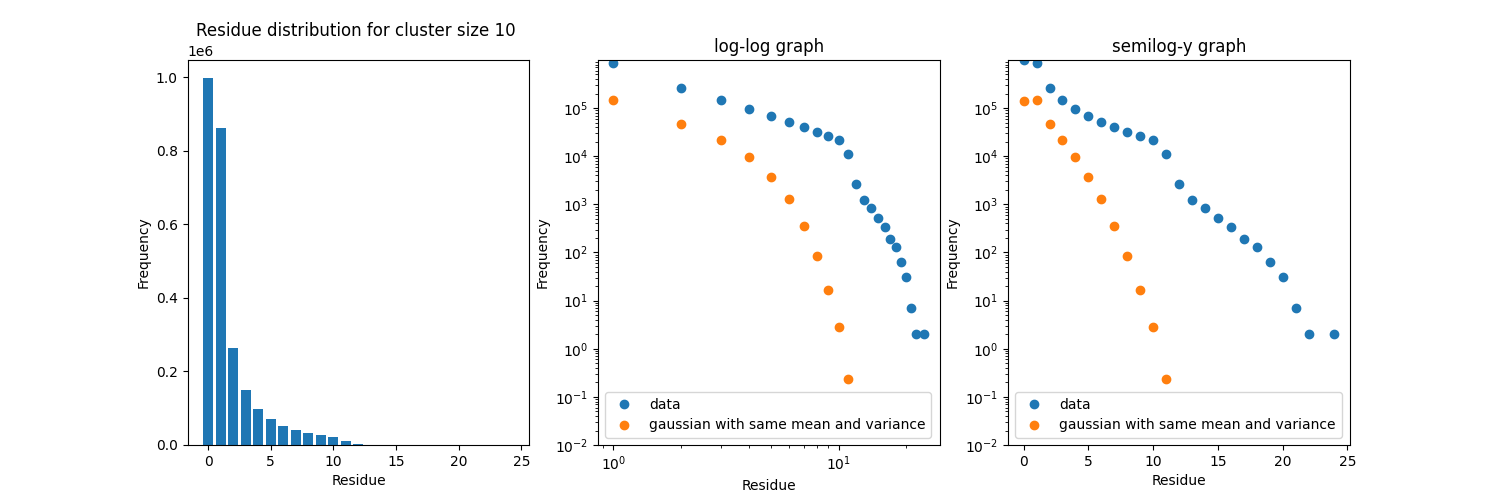 Residue distribution for cluster size 10
1e6
1.0
0.8
0.6
0.4
0.2
0.0
Frequency
0 5 10 15 20 25
Residue
log-log graph
10^5
10^4
10^3
10^2
10^1
10^0
10^-1
10^-2
Frequency
data
gaussian with same mean and variance
10^0 10^1
Residue
semilog-y graph
10^5
10^4
10^3
10^2
10^1
10^0
10^-1
10^-2
Frequency
data
gaussian with same mean and variance
0 5 10 15 20 25
Residue